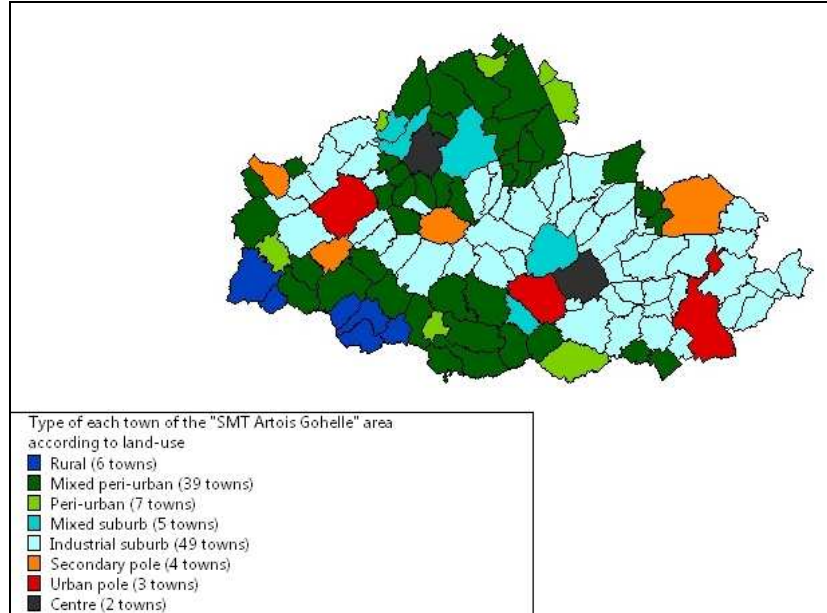 Type of each town of the "SMT Artois Gohelle" area
according to land-use
Rural (6 towns)
Mixed peri-urban (39 towns)
Peri-urban (7 towns)
Mixed suburb (5 towns)
Industrial suburb (49 towns)
Secondary pole (4 towns)
Urban pole (3 towns)
Centre (2 towns)